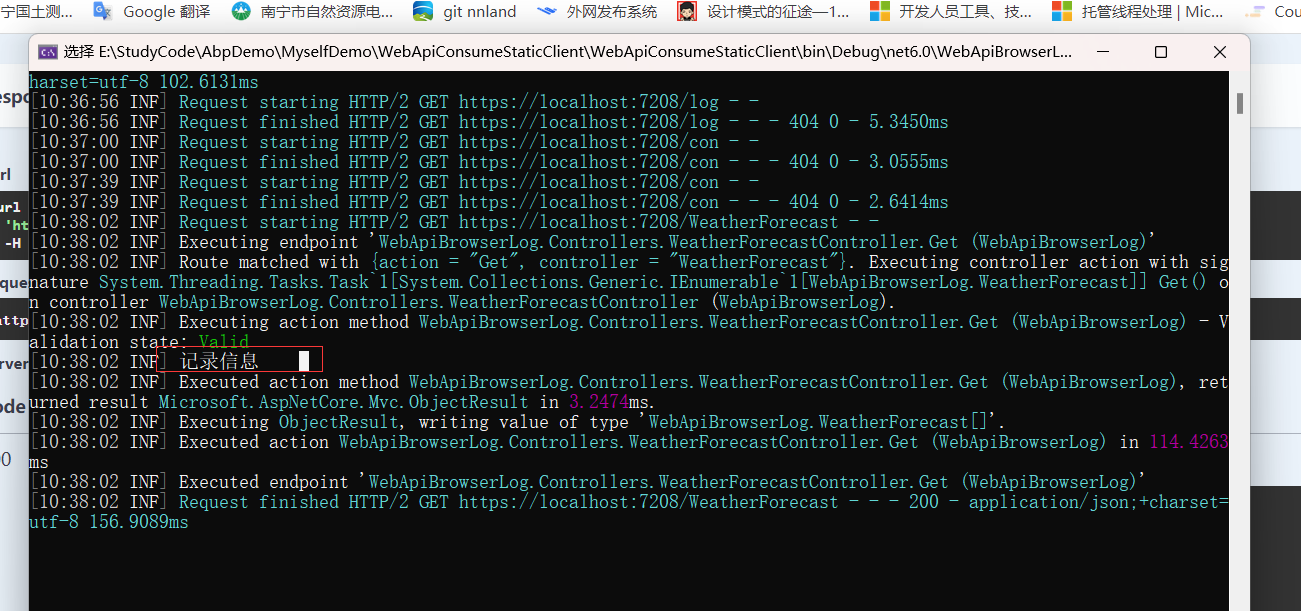 宁国土测...
Google 翻译
南宁市自然资源电...
git nnland
外网发布系统
设计模式的征途—1...
开发人员工具、技...
托管线程处理 | Mic...
Cou
选择 E:\StudyCode\AbpDemo\MyselfDemo\WebApiConsumeStaticClient\WebApiConsumeStaticClient\bin\Debug\net6.0\WebApiBrowserL...
harset=utf-8 102.6131ms
[10:36:56 INF] Request starting HTTP/2 GET https://localhost:7208/log - -
[10:36:56 INF] Request finished HTTP/2 GET https://localhost:7208/log - - - 404 0 - 5.3450ms
[10:37:00 INF] Request starting HTTP/2 GET https://localhost:7208/con - -
[10:37:00 INF] Request finished HTTP/2 GET https://localhost:7208/con - - - 404 0 - 3.0555ms
[10:37:39 INF] Request starting HTTP/2 GET https://localhost:7208/con - -
[10:37:39 INF] Request finished HTTP/2 GET https://localhost:7208/con - - - 404 0 - 2.6414ms
[10:38:02 INF] Request starting HTTP/2 GET https://localhost:7208/WeatherForecast - -
[10:38:02 INF] Executing endpoint 'WebApiBrowserLog.Controllers.WeatherForecastController.Get (WebApiBrowserLog)'
[10:38:02 INF] Route matched with {action = "Get", controller = "WeatherForecast"}. Executing controller action with sig
nature System.Threading.Tasks.Task`1[System.Collections.Generic.IEnumerable`1[WebApiBrowserLog.WeatherForecast]] Get() o
n controller WebApiBrowserLog.Controllers.WeatherForecastController (WebApiBrowserLog).
[10:38:02 INF] Executing action method WebApiBrowserLog.Controllers.WeatherForecastController.Get (WebApiBrowserLog) - V
alidation state: Valid
[10:38:02 INF] 记录信息
[10:38:02 INF] Executed action method WebApiBrowserLog.Controllers.WeatherForecastController.Get (WebApiBrowserLog), ret
urned result Microsoft.AspNetCore.Mvc.ObjectResult in 3.2474ms.
[10:38:02 INF] Executing ObjectResult, writing value of type 'WebApiBrowserLog.WeatherForecast[]'.
[10:38:02 INF] Executed action WebApiBrowserLog.Controllers.WeatherForecastController.Get (WebApiBrowserLog) in 114.4263
ms
[10:38:02 INF] Executed endpoint 'WebApiBrowserLog.Controllers.WeatherForecastController.Get (WebApiBrowserLog)'
[10:38:02 INF] Request finished HTTP/2 GET https://localhost:7208/WeatherForecast - - - 200 - application/json;+charset=
utf-8 156.9089ms